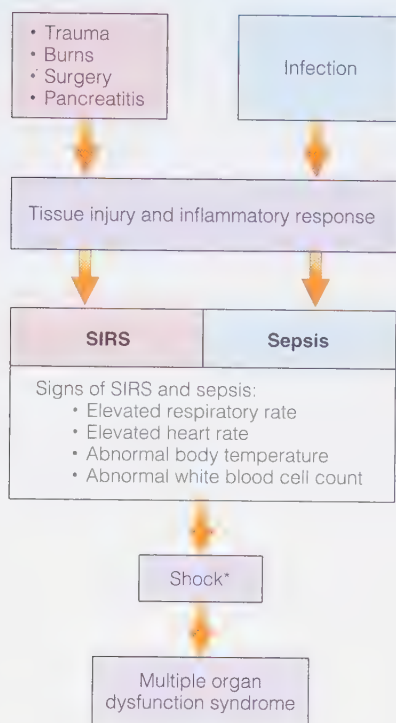 • Trauma
• Burns
• Surgery
• Pancreatitis
Infection
Tissue injury and inflammatory response
SIRS
Sepsis
Signs of SIRS and sepsis:
• Elevated respiratory rate
• Elevated heart rate
• Abnormal body temperature
• Abnormal white blood cell count
Shock*
Multiple organ
dysfunction syndrome